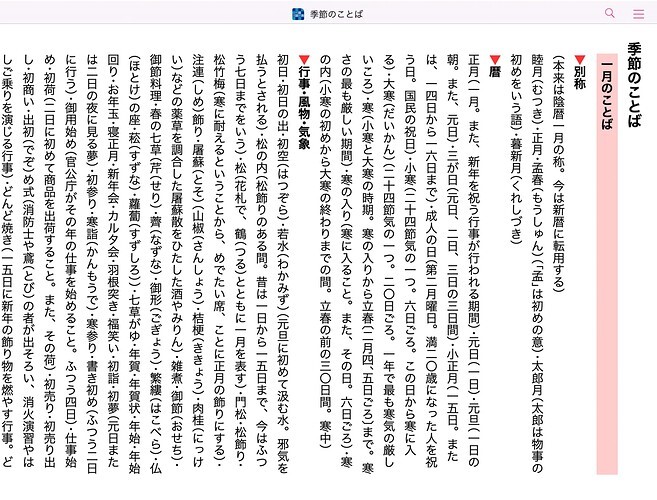 季節のことば
季節のことば
一月のことば
▼別称
(本来は陰暦一月の称。今は新暦に転用する)
睦月(むつき)・正月・孟春(もうしゅん)(「孟」は初めの意)・太郎月(太郎は物事の
初めをいう語)・暮新月(くれしづき)
▼暦
正月(一月。また、新年を祝う行事が行われる期間)・元日(一日)・元旦(一日の
朝。また、元日)・三が日(元日、二日、三日の三日間)・小正月(一五日。また
は、一四日から一六日まで)・成人の日(第二月曜日。満二〇歳になった人を祝
う日。国民の祝日)・小寒(二十四節気の一つ。六日ごろ。この日から寒に入
る)・大寒(だいかん)(二十四節気の一つ。二〇日ごろ。一年で最も寒気の厳し
いころ)・寒(小寒と大寒の時期。寒の入りから立春(二月四、五日ごろ)まで。寒
さの最も厳しい期間)・寒の入り(寒に入ること。また、その日。六日ごろ)・寒
の内(小寒の初めから大寒の終わりまでの間。立春の前の三〇日間。寒中)
▼行事・風物・気象
初日・初日の出・初空(はつぞら)・若水(わかみず)(元旦に初めて汲む水。邪気を
払うとされる)・松の内(松飾りのある間。昔は一日から一五日まで、今はふつ
う七日までをいう)・松(花札で、鶴(つる)とともに一月を表す)・門松・松飾り・
松竹梅(寒に耐えるということから、めでたい席、ことに正月の飾りにする)・
注連(しめ)飾り・屠蘇(とそ)(山椒(さんしょう)桔梗(ききょう)・肉桂(にっけ
い)などの薬草を調合した屠蘇散をひたした酒やみりん)・雑煮・御節(おせち)・
御節料理・春の七草(芹(せり)・薺(なずな)・御形(ごぎょう)・繁縷(はこべら)・仏
(ほとけ)の座・菘(すずな)・蘿蔔(すずしろ))・七草がゆ・年賀・年賀状・年始・年始
回り・お年玉・寝正月・新年会・カルタ会・羽根突き・福笑い・初詣・初夢(元日また
は二日の夜に見る夢)・初参り・寒詣(かんもうで)・寒参り・書き初め(ふつう二日
に行う)・御用始め(官公庁がその年の仕事を始めること。ふつう四日)・仕事始
め・初荷(二日に初めて商品を出荷すること。また、その荷)・初売り・初売り出
し・初商い・出初(でぞ)め式(消防士や鳶(とび)の者が出そろい、消火演習やは
しご乗りを演じる行事)・どんど焼き(一五日に新年の飾り物を燃やす行事。ど